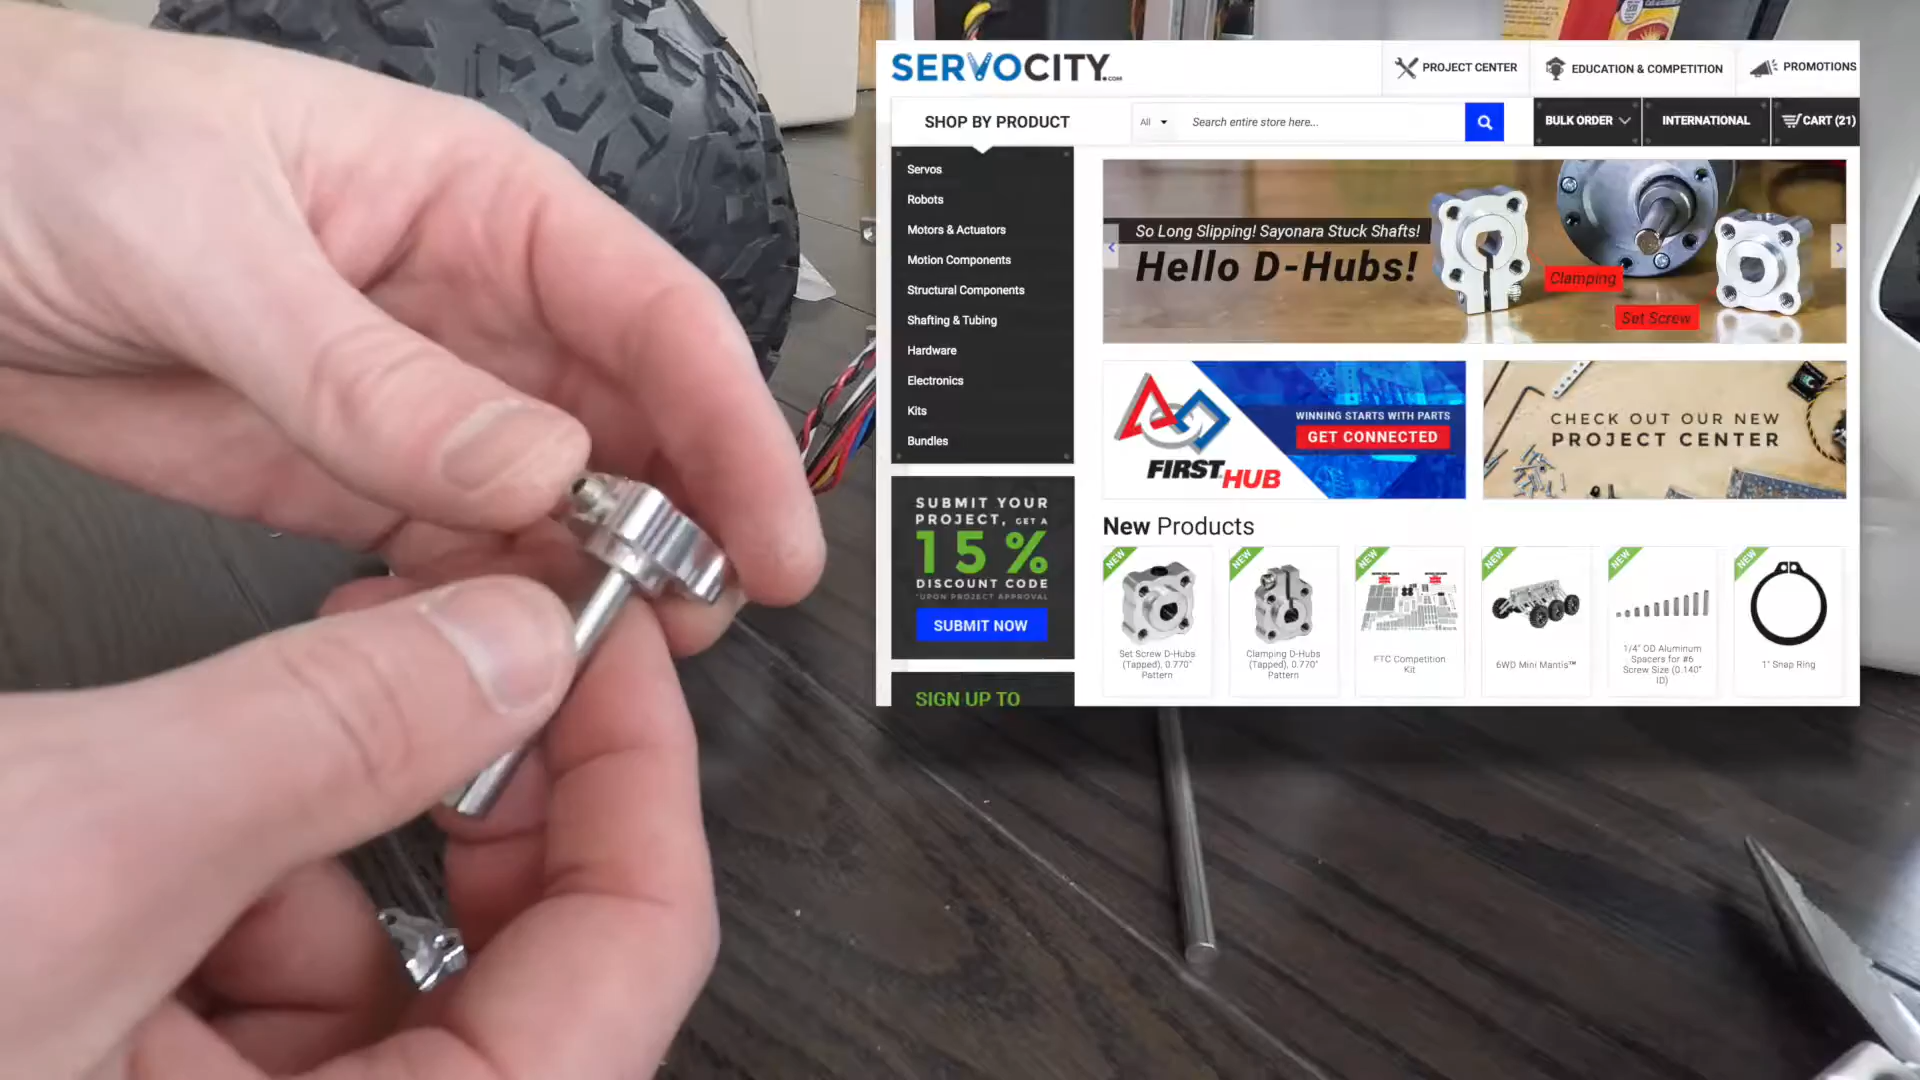 SERVOCITY.COM
PROJECT CENTER
EDUCATION & COMPETITION
PROMOTIONS
SHOP BY PRODUCT
All
Search entire store here...
BULK ORDER
INTERNATIONAL
CART (21)
Servos
Robots
Motors & Actuators
Motion Components
Structural Components
Shafting & Tubing
Hardware
Electronics
Kits
Bundles
So Long Slipping! Sayonara Stuck Shafts!
Hello D-Hubs!
Clamping
Set Screw
FIRST HUB
WINNING STARTS WITH PARTS
GET CONNECTED
CHECK OUT OUR NEW
PROJECT CENTER
SUBMIT YOUR
PROJECT, GET A
15%
DISCOUNT CODE
*UPON PROJECT APPROVAL
SUBMIT NOW
SIGN UP TO
New Products
NEW
Set Screw D-Hubs
(Tapped), 0.770"
Pattern
NEW
Clamping D-Hubs
(Tapped), 0.770"
Pattern
NEW
FTC Competition
Kit
NEW
6WD Mini Mantis™
NEW
1/4" OD Aluminum
Spacers for #6
Screw Size (0.140"
ID)
NEW
1" Snap Ring